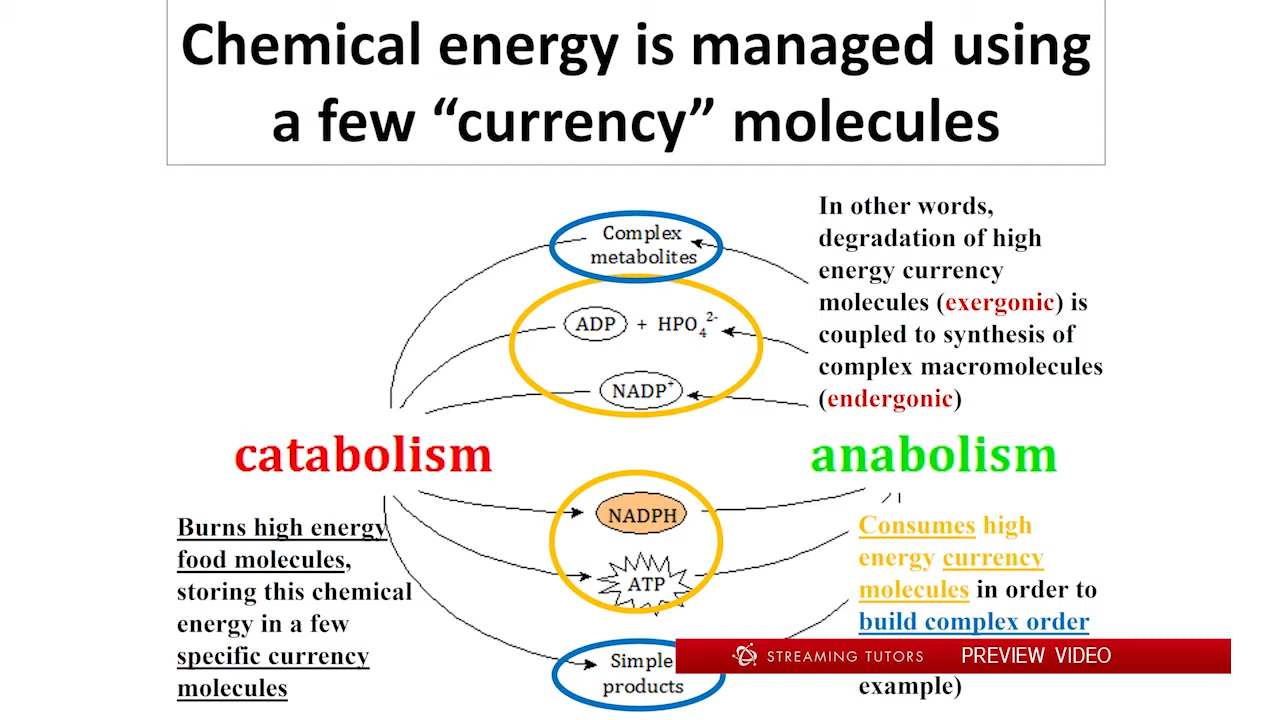 Chemical energy is managed using
a few “currency” molecules
Complex
metabolites
ADP + HPO₄²⁻
NADP⁺
In other words,
degradation of high
energy currency
molecules (exergonic) is
coupled to synthesis of
complex macromolecules
(endergonic)
catabolism
anabolism
Burns high energy
food molecules,
storing this chemical
energy in a few
specific currency
molecules
NADPH
ATP
Simple
products
Consumes high
energy currency
molecules in order to
build complex order
example)
STREAMING TUTORS PREVIEW VIDEO